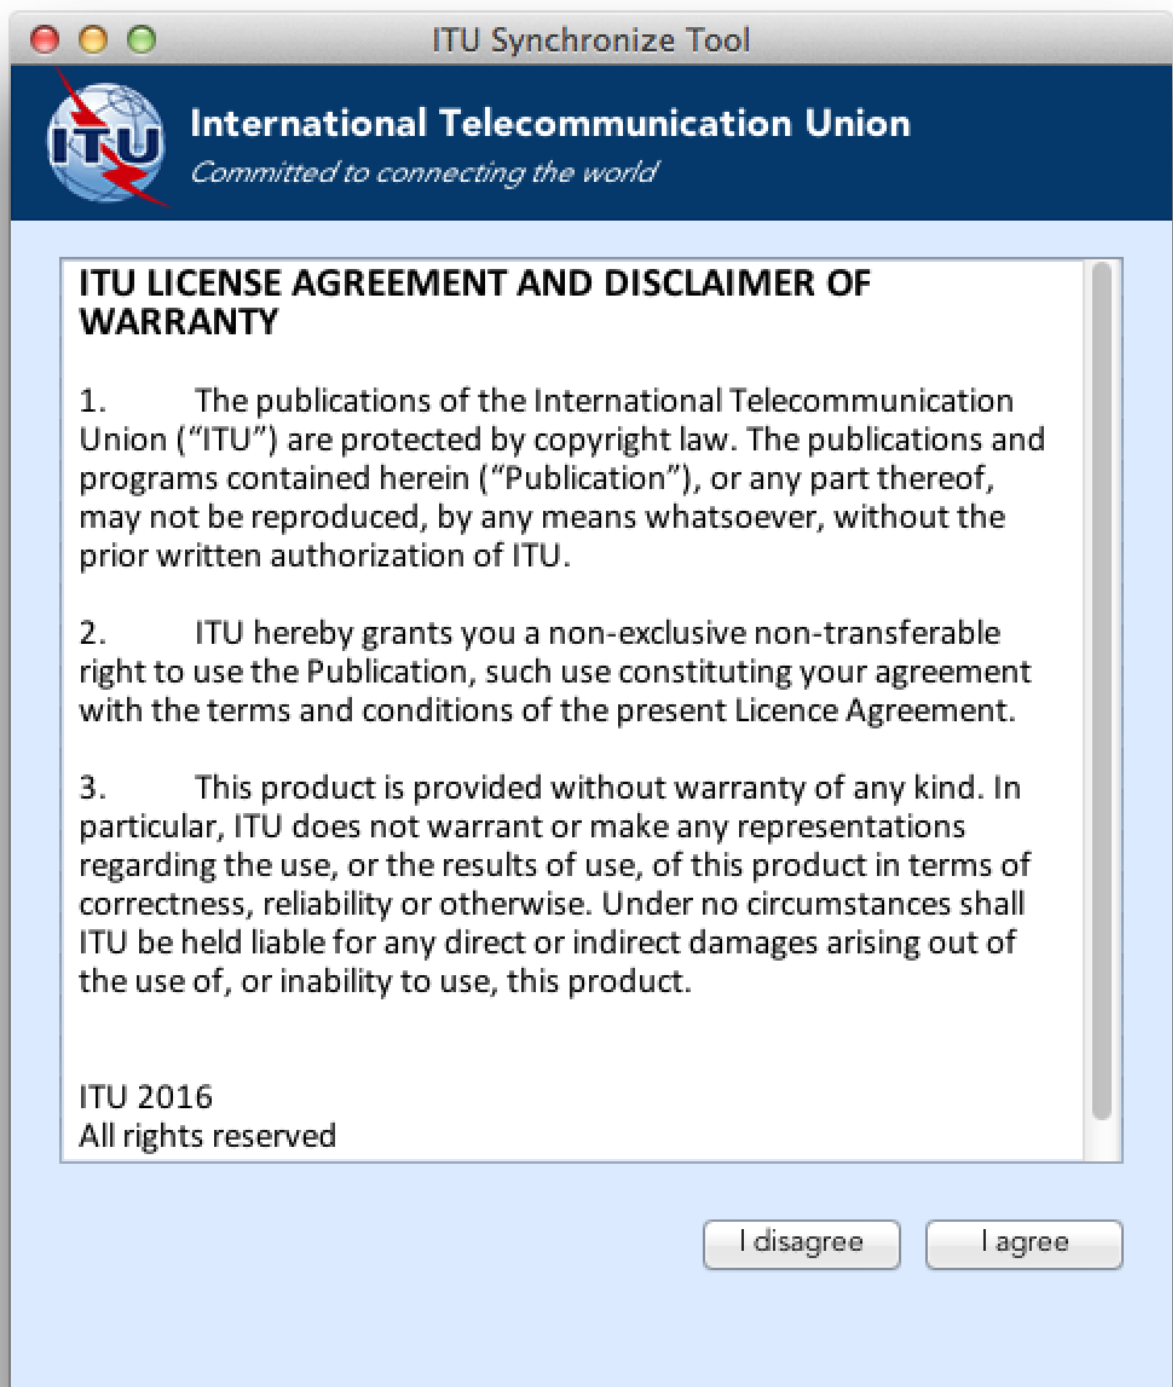 ITU Synchronize Tool
ITU
International Telecommunication Union
Committed to connecting the world
ITU LICENSE AGREEMENT AND DISCLAIMER OF
WARRANTY
1. The publications of the International Telecommunication
Union (“ITU”) are protected by copyright law. The publications and
programs contained herein (“Publication”), or any part thereof,
may not be reproduced, by any means whatsoever, without the
prior written authorization of ITU.
2. ITU hereby grants you a non-exclusive non-transferable
right to use the Publication, such use constituting your agreement
with the terms and conditions of the present Licence Agreement.
3. This product is provided without warranty of any kind. In
particular, ITU does not warrant or make any representations
regarding the use, or the results of use, of this product in terms of
correctness, reliability or otherwise. Under no circumstances shall
ITU be held liable for any direct or indirect damages arising out of
the use of, or inability to use, this product.
ITU 2016
All rights reserved
I disagree
I agree